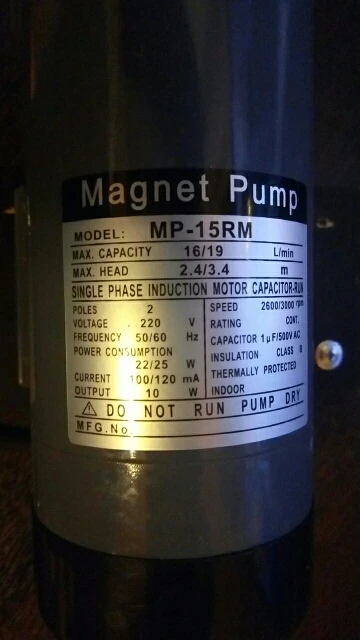 Magnet Pump
MODEL: MP-15RM
MAX. CAPACITY 16/19 L/min
MAX. HEAD 2.4/3.4 m
SINGLE PHASE INDUCTION MOTOR CAPACITOR-RUN
POLES 2
VOLTAGE 220 V
FREQUENCY 50/60 Hz
POWER CONSUMPTION
22/25 W
CURRENT 100/120 mA
OUTPUT 10 W
SPEED 2600/3000 rpm
RATING CONT.
CAPACITOR 1µF/500V AC
INSULATION CLASS B
THERMALLY PROTECTED
INDOOR
⚠ DO NOT RUN PUMP DRY
MFG.No.